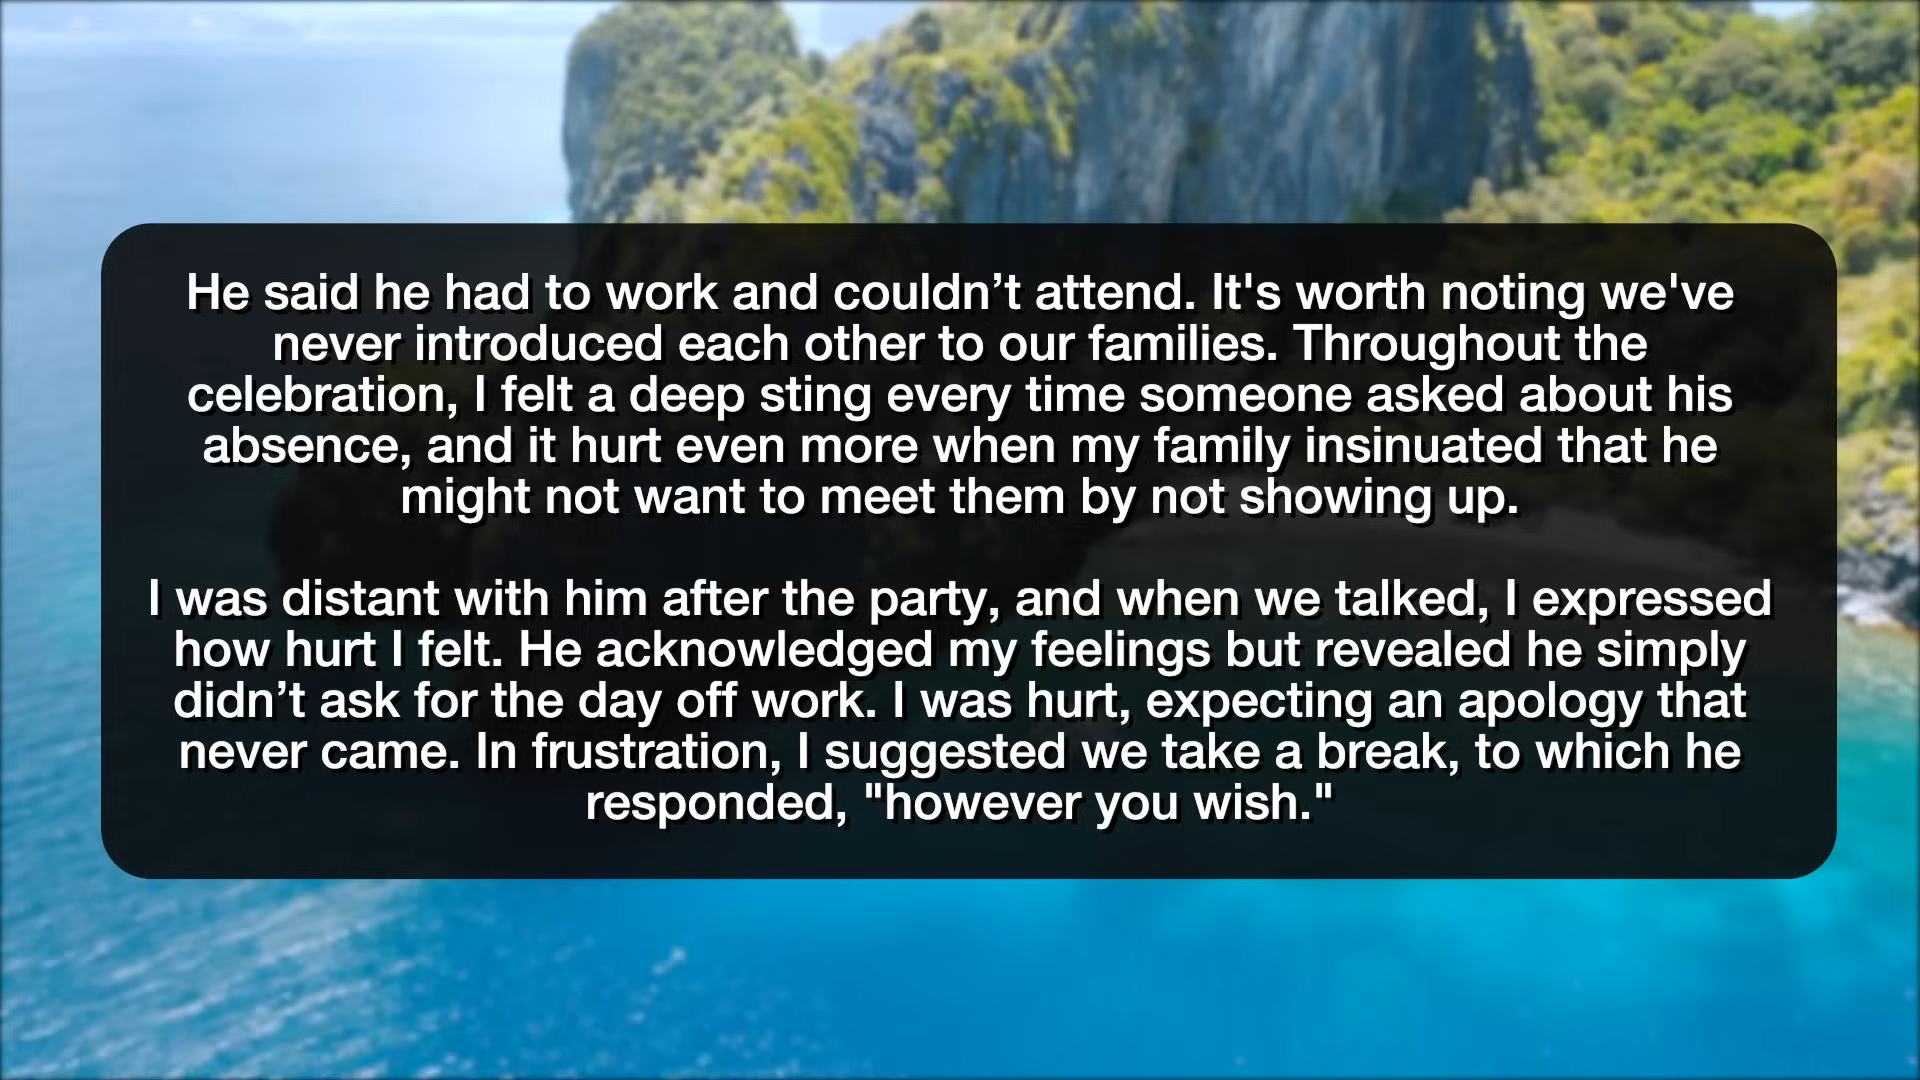 He said he had to work and couldn’t attend. It's worth noting we've
never introduced each other to our families. Throughout the
celebration, I felt a deep sting every time someone asked about his
absence, and it hurt even more when my family insinuated that he
might not want to meet them by not showing up.
I was distant with him after the party, and when we talked, I expressed
how hurt I felt. He acknowledged my feelings but revealed he simply
didn’t ask for the day off work. I was hurt, expecting an apology that
never came. In frustration, I suggested we take a break, to which he
responded, "however you wish."